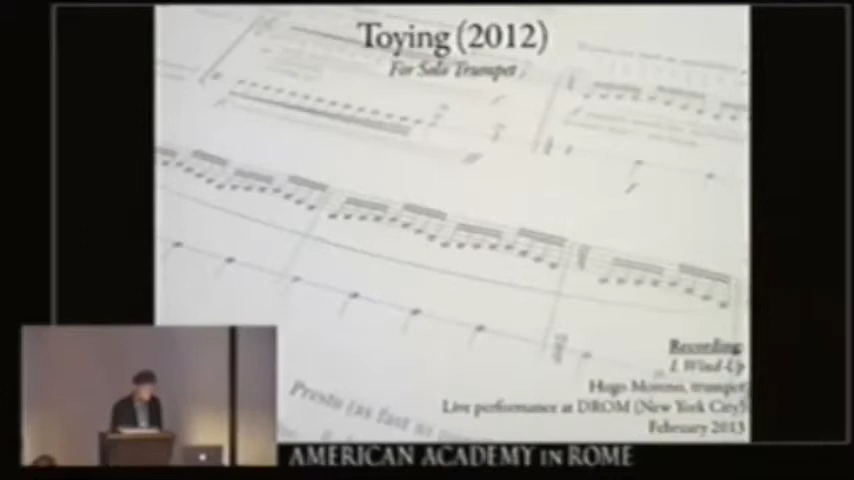 Toying (2012)
For Solo Trumpet
Presto (as fast as
Recording
I. Wind-Up
Hugo Moreno, trumpet
Live performance at DROM (New York City)
February 2013
AMERICAN ACADEMY IN ROME